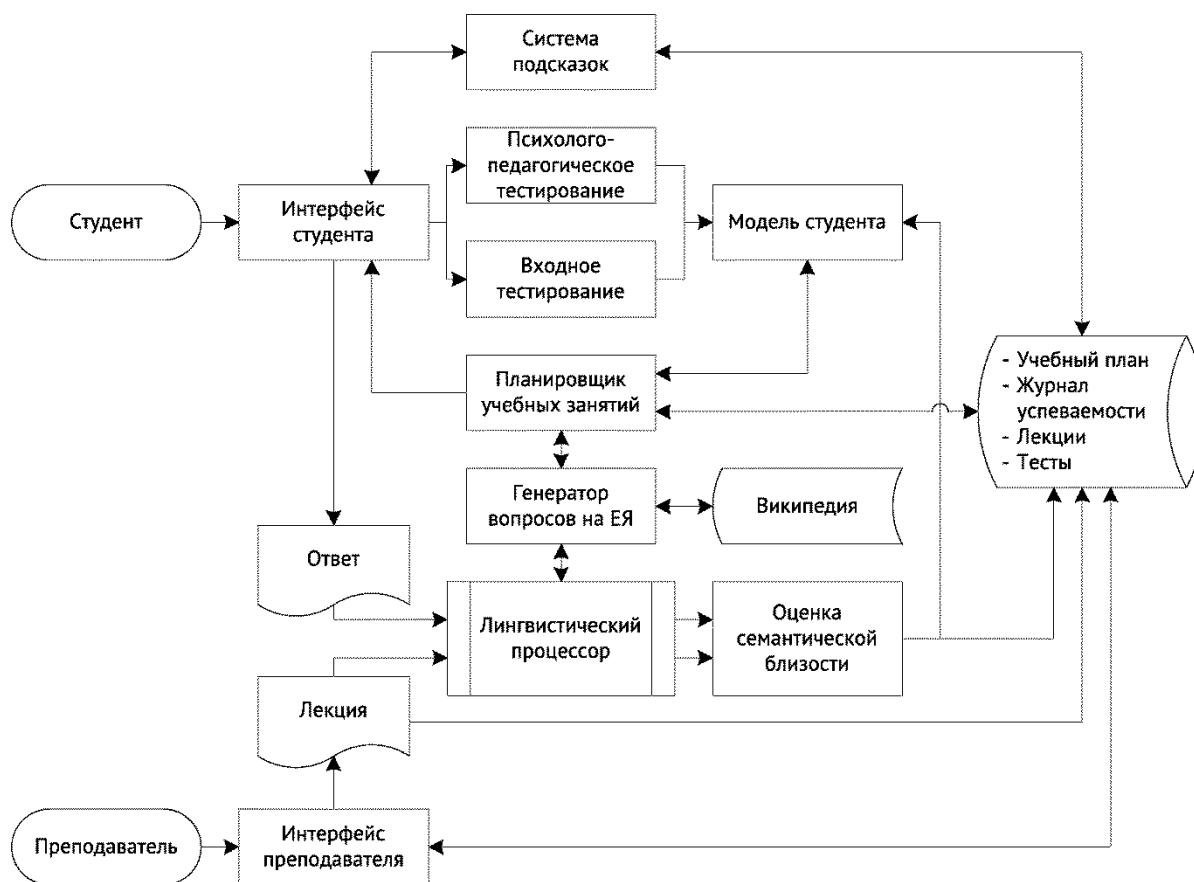 Система
подсказок
Психолого-
педагогическое
тестирование
Студент
Интерфейс
студента
Модель студента
Входное
тестирование
Планировщик
учебных занятий
- Учебный план
- Журнал
успеваемости
- Лекции
- Тесты
Генератор
вопросов на ЕЯ
Википедия
Ответ
Лингвистический
процессор
Оценка
семантической
близости
Лекция
Преподаватель
Интерфейс
преподавателя